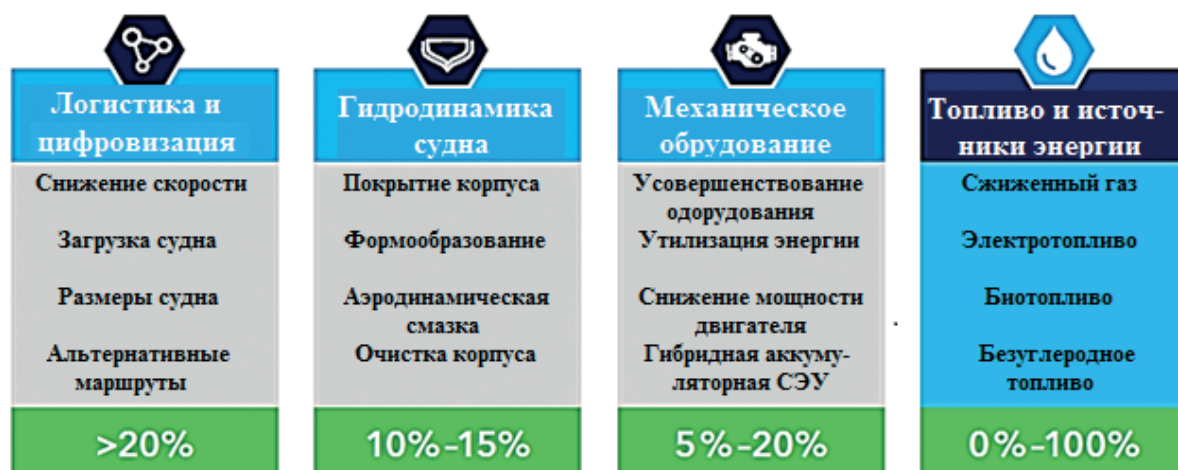 Логистика и
цифровизация
Снижение скорости
Загрузка судна
Размеры судна
Альтернативные
маршруты
>20%
Гидродинамика
судна
Покрытие корпуса
Формообразование
Аэродинамическая
смазка
Очистка корпуса
10%-15%
Механическое
обрудование
Усовершенствование
одорудования
Утилизация энергии
Снижение мощности
двигателя
Гибридная аккуму-
ляторная СЭУ
5%-20%
Топливо и источ-
ники энергии
Сжиженный газ
Электротопливо
Биотопливо
Безуглеродное
топливо
0%-100%